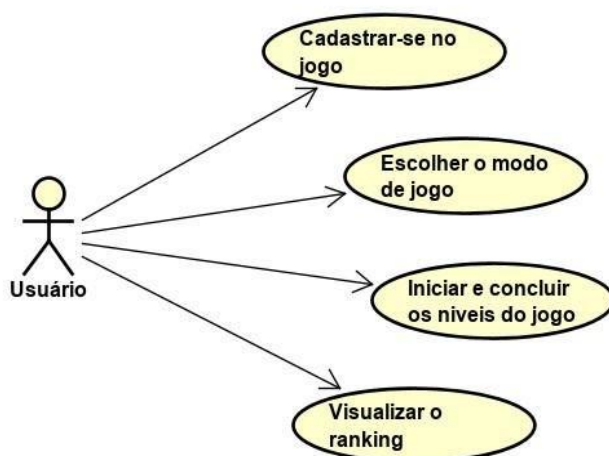 Cadastrar-se no
jogo
Escolher o modo
de jogo
Usuário
Iniciar e concluir
os niveis do jogo
Visualizar o
ranking